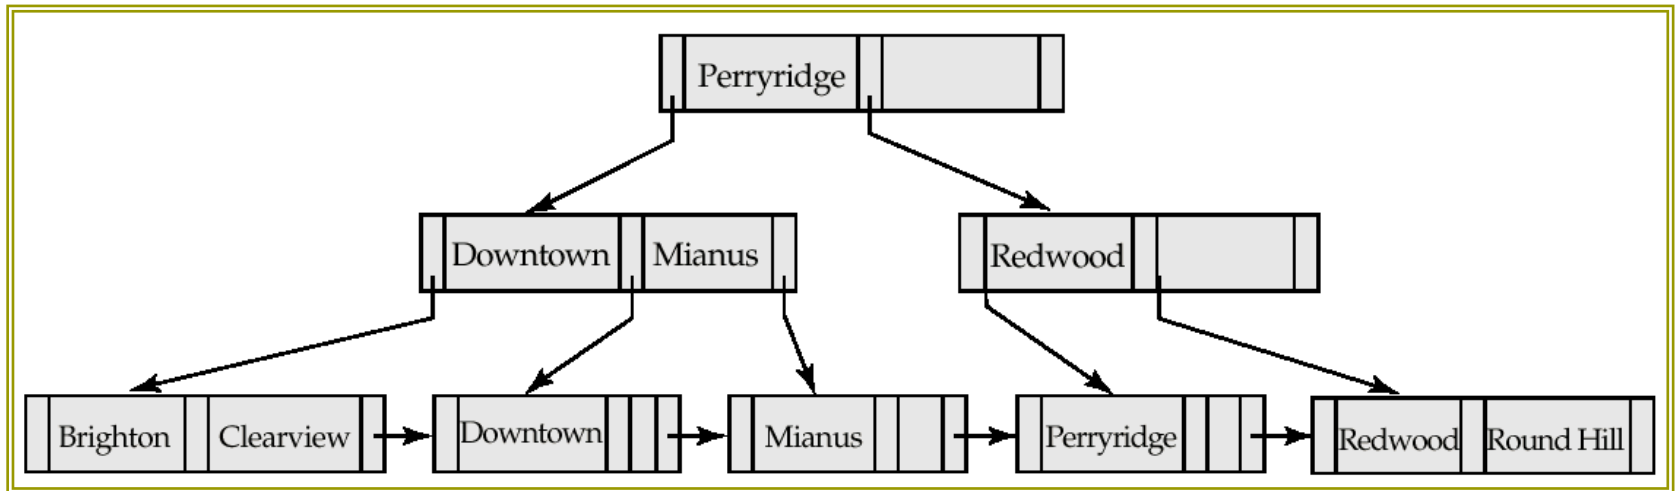 Perryridge
Downtown Mianus
Redwood
Brighton Clearview
Downtown
Mianus
Perryridge
Redwood Round Hill